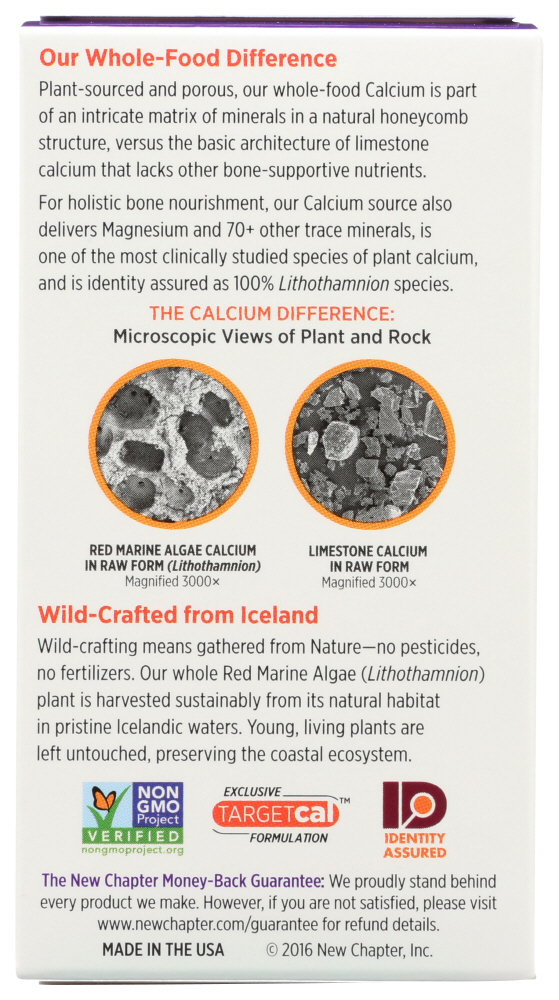 Our Whole-Food Difference
Plant-sourced and porous, our whole-food Calcium is part
of an intricate matrix of minerals in a natural honeycomb
structure, versus the basic architecture of limestone
calcium that lacks other bone-supportive nutrients.
For holistic bone nourishment, our Calcium source also
delivers Magnesium and 70+ other trace minerals, is
one of the most clinically studied species of plant calcium,
and is identity assured as 100% Lithothamnion species.
THE CALCIUM DIFFERENCE:
Microscopic Views of Plant and Rock
RED MARINE ALGAE CALCIUM
IN RAW FORM (Lithothamnion)
Magnified 3000×
LIMESTONE CALCIUM
IN RAW FORM
Magnified 3000×
Wild-Crafted from Iceland
Wild-crafting means gathered from Nature—no pesticides,
no fertilizers. Our whole Red Marine Algae (Lithothamnion)
plant is harvested sustainably from its natural habitat
in pristine Icelandic waters. Young, living plants are
left untouched, preserving the coastal ecosystem.
NON
GMO
Project
VERIFIED
nongmoproject.org
EXCLUSIVE
TARGETcal™
FORMULATION
ID
IDENTITY
ASSURED
The New Chapter Money-Back Guarantee: We proudly stand behind
every product we make. However, if you are not satisfied, please visit
www.newchapter.com/guarantee for refund details.
MADE IN THE USA © 2016 New Chapter, Inc.